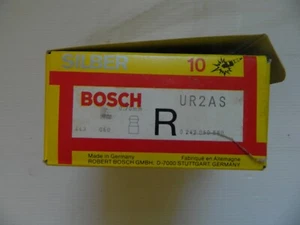 SILBER 10
BOSCH UR2AS
R
Made in Germany
Fabriqué en Allemagne
ROBERT BOSCH GMBH, D-7000 STUTTGART, GERMANY